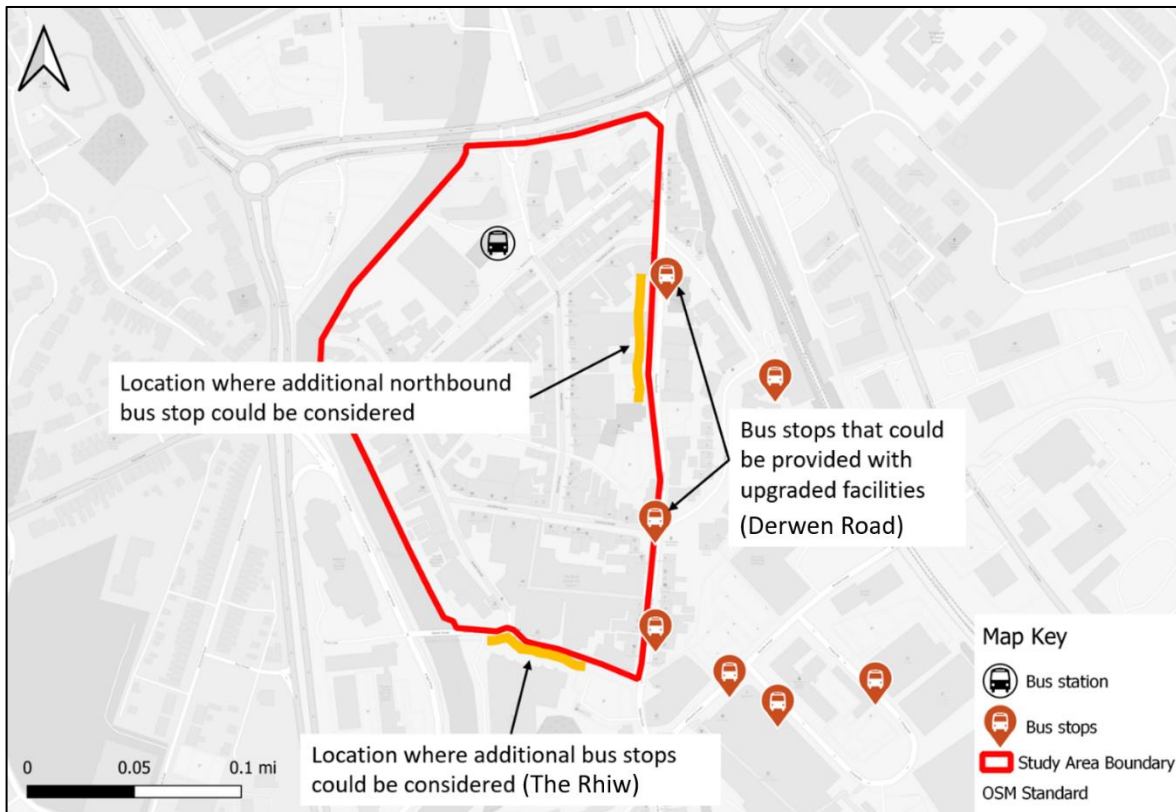 Location where additional northbound
bus stop could be considered
Bus stops that could
be provided with
upgraded facilities
(Derwen Road)
Location where additional bus stops
could be considered (The Rhiw)
0 0.05 0.1 mi
Map Key
Bus station
Bus stops
Study Area Boundary
OSM Standard